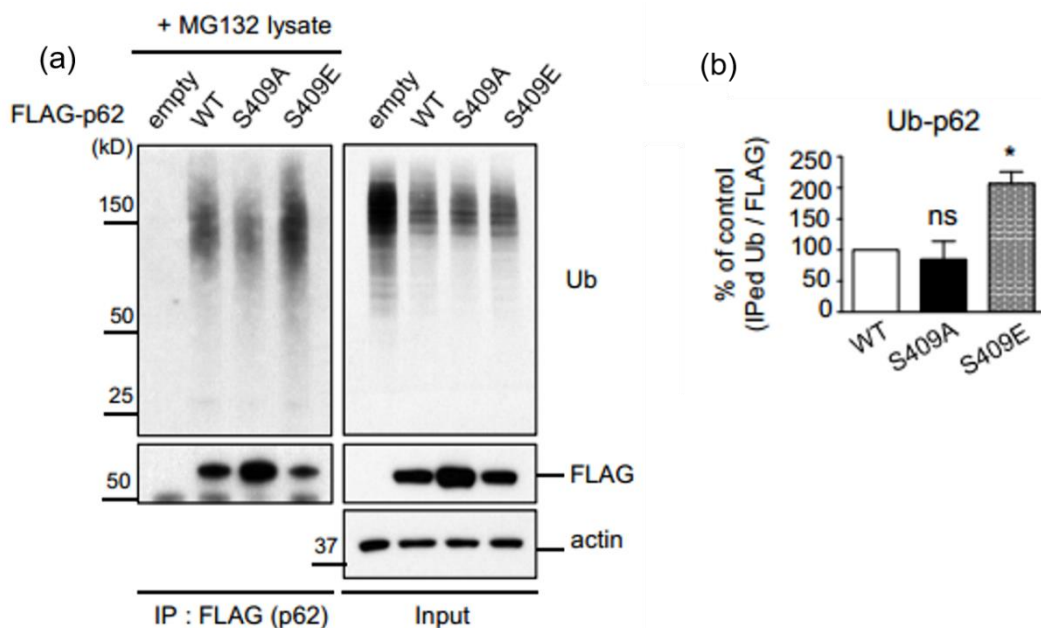 + MG132 lysate
(a)
FLAG-p62
empty
WT
S409A
S409E
empty
WT
S409A
S409E
(kD)
150
50
25
Ub
50
FLAG
37
actin
IP : FLAG (p62)
Input
(b)
Ub-p62
% of control
(IPed Ub / FLAG)
250
200
150
100
50
0
ns
*
WT
S409A
S409E